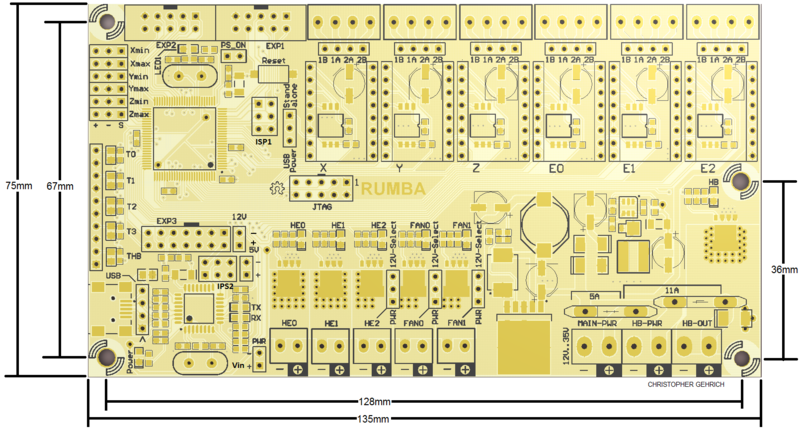 EXP2 PS_ON EXP1
LED1
Reset
Xmin
Xmax
Ymin
Ymax
Zmin
Zmax
+ - S
Stand
alone
USB
Power
ISP1
1B 1A 2A 2B
1B 1A 2A 2B
1B 1A 2A 2B
1B 1A 2A 2B
1B 1A 2A 2B
1B 1A 2A 2B
X Y Z E0 E1 E2
75mm
67mm
36mm
T0
T1
T2
T3
THB
1
JTAG
RUMBA
HB
EXP3
12V
+
5V
-
+
IPS2
USB
TX
RX
PWR
Vin +
-
Power
HE0 HE1 HE2 FAN0 FAN1
12V-Select
12V-Select
12V-Select
PWR
PWR
PWR
HE0 HE1 HE2 FAN0 FAN1
- + - + - + - + - +
5A 11A
MAIN-PWR HB-PWR HB-OUT
12V..35V
- + - + - +
CHRISTOPHER GEHRICH
128mm
135mm